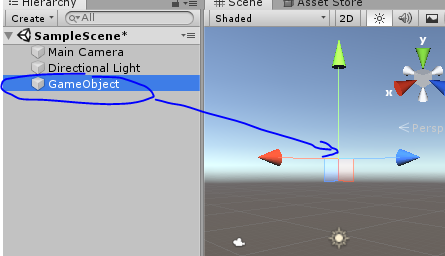 Hierarchy
Scene
Asset Store
Create
All
Shaded
2D
SampleScene*
Main Camera
Directional Light
GameObject
y
x
Persp